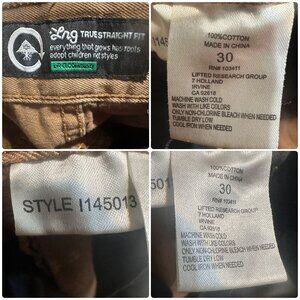 Lrg TRUE STRAIGHT FIT
everything that grows has roots
adopt children not styles
1145
100%COTTON
MADE IN CHINA
30
RN# 103411
LIFTED RESEARCH GROUP
7 HOLLAND
IRVINE
CA 92618
MACHINE WASH COLD
WASH WITH LIKE COLORS
ONLY NON-CHLORINE BLEACH WHEN NEEDED
TUMBLE DRY LOW
COOL IRON WHEN NEEDED
STYLE I145013
501
100%COTTON
MADE IN CHINA
30
RN# 103411
LIFTED RESEARCH GROUP
7 HOLLAND
IRVINE
CA 92618
MACHINE WASH COLD
WASH WITH LIKE COLORS
ONLY NON-CHLORINE BLEACH WHEN NEEDED
TUMBLE DRY LOW
COOL IRON WHEN NEEDED